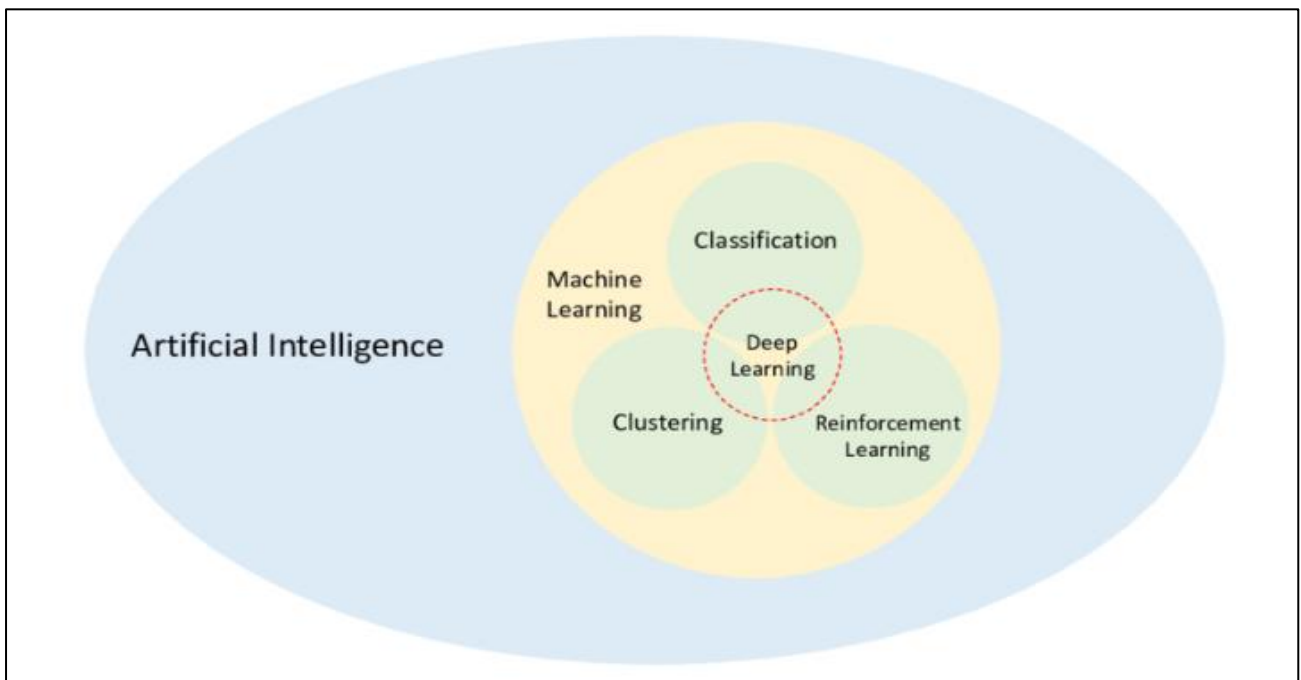 Classification
Machine
Learning
Artificial Intelligence
Deep
Learning
Clustering
Reinforcement
Learning